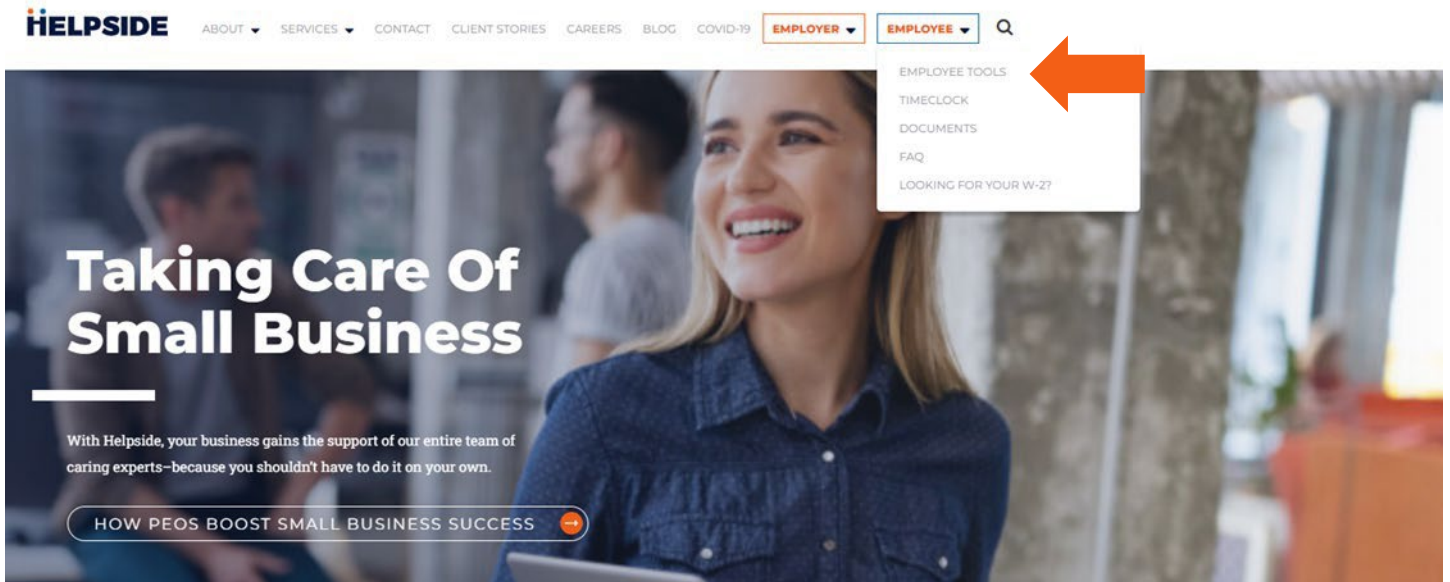 HELPSIDE
ABOUT SERVICES CONTACT CLIENT STORIES CAREERS BLOG COVID-19 EMPLOYER EMPLOYEE
EMPLOYEE TOOLS
TIMECLOCK
DOCUMENTS
FAQ
LOOKING FOR YOUR W-2?
Taking Care Of
Small Business
With Helpside, your business gains the support of our entire team of
caring experts–because you shouldn't have to do it on your own.
HOW PEOS BOOST SMALL BUSINESS SUCCESS